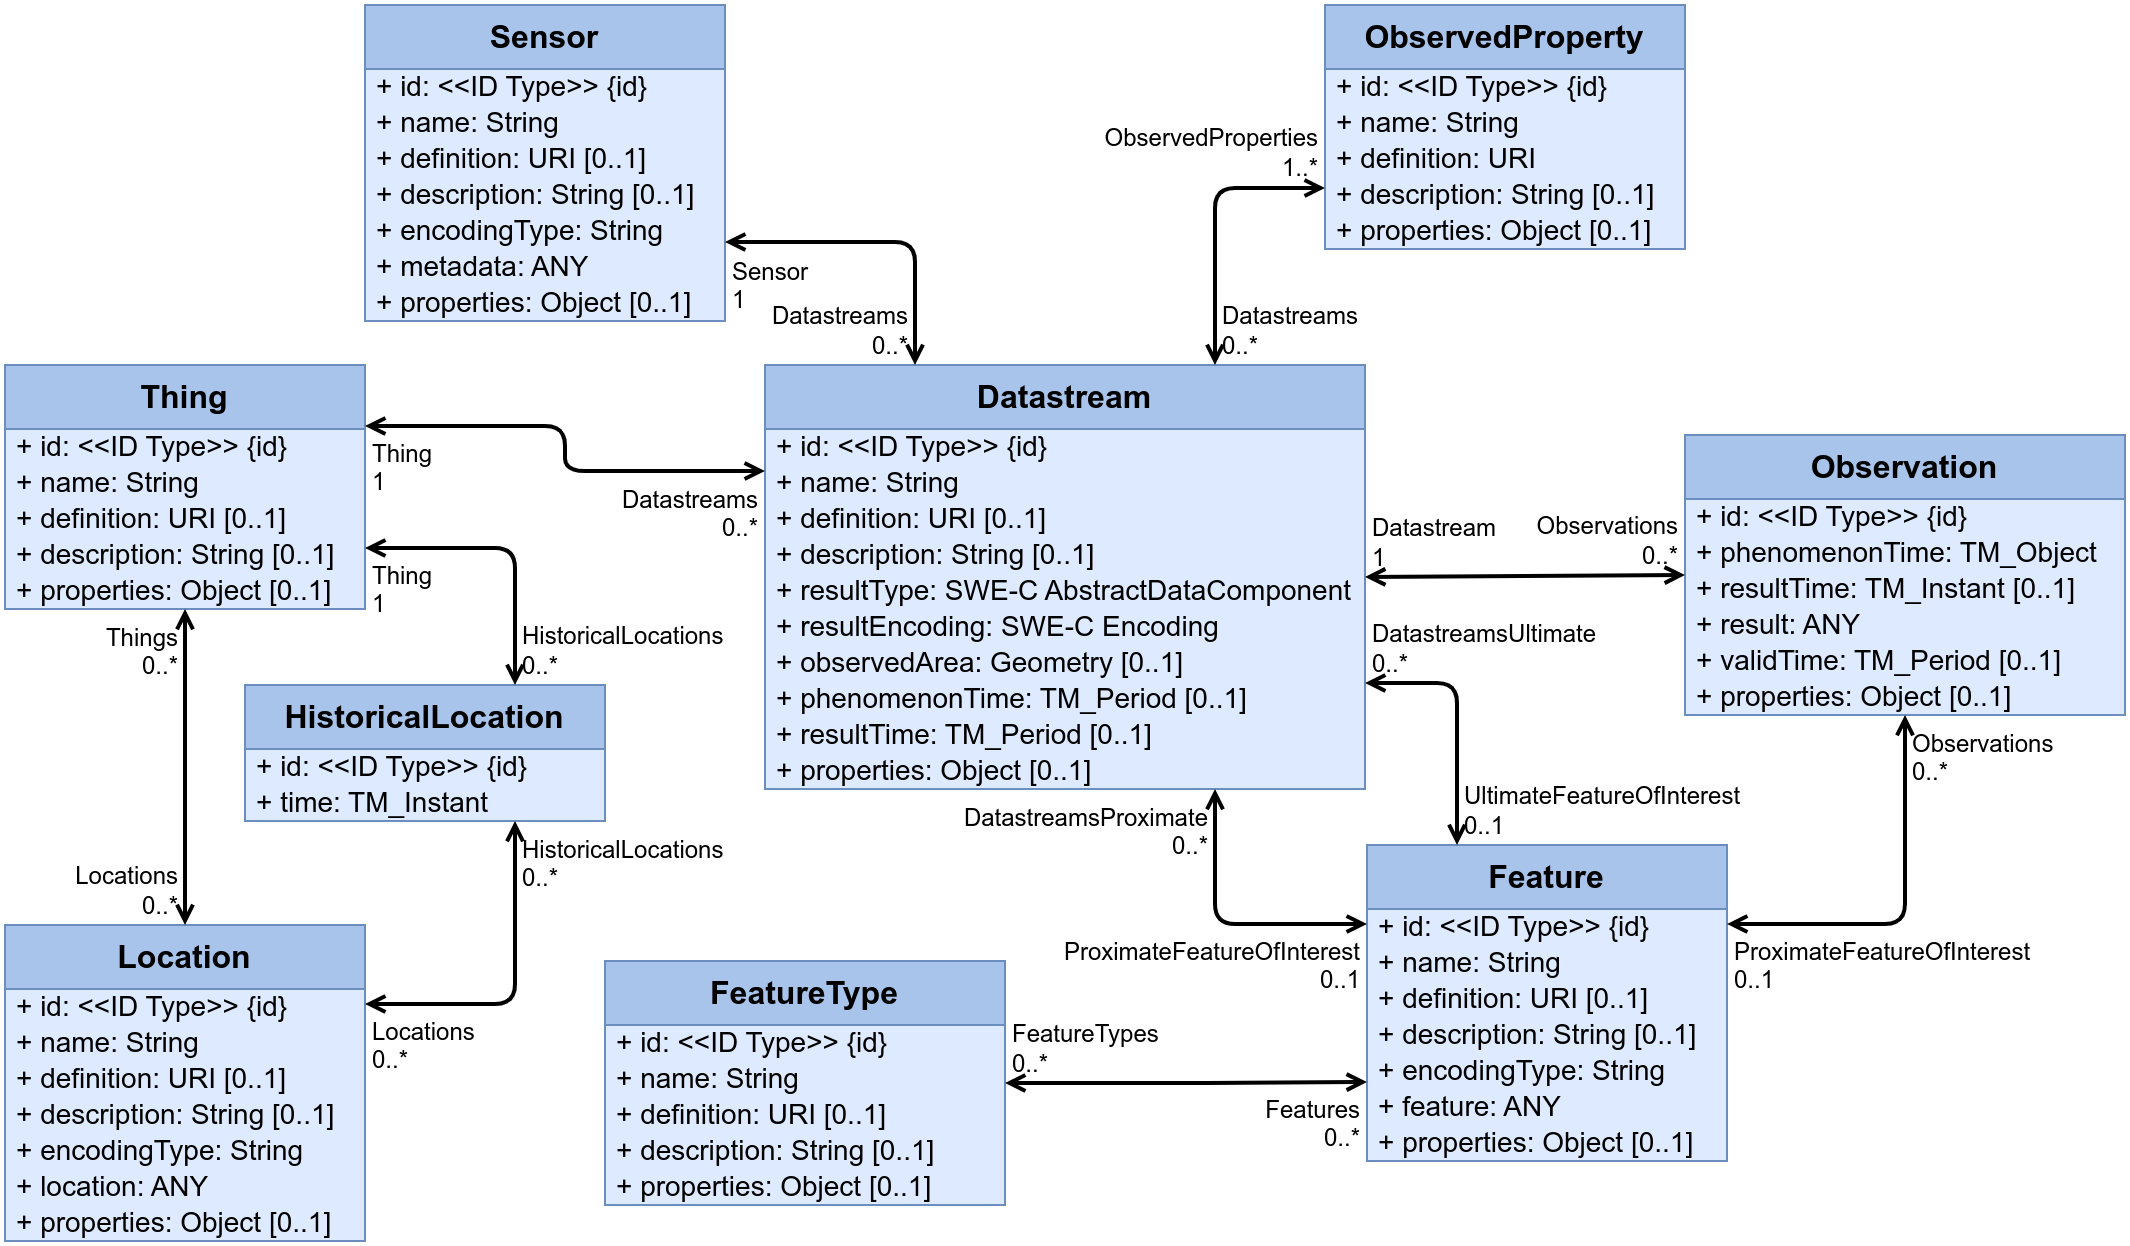 Sensor
+ id: <<ID Type>> {id}
+ name: String
+ definition: URI [0..1]
+ description: String [0..1]
+ encodingType: String
+ metadata: ANY
+ properties: Object [0..1]
ObservedProperty
+ id: <<ID Type>> {id}
+ name: String
+ definition: URI
+ description: String [0..1]
+ properties: Object [0..1]
ObservedProperties
1..*
Sensor
1
Datastreams
0..*
Datastreams
0..*
Thing
+ id: <<ID Type>> {id}
+ name: String
+ definition: URI [0..1]
+ description: String [0..1]
+ properties: Object [0..1]
Thing
1
Datastreams
0..*
Thing
1
HistoricalLocations
0..*
Things
0..*
Datastream
+ id: <<ID Type>> {id}
+ name: String
+ definition: URI [0..1]
+ description: String [0..1]
+ resultType: SWE-C AbstractDataComponent
+ resultEncoding: SWE-C Encoding
+ observedArea: Geometry [0..1]
+ phenomenonTime: TM_Period [0..1]
+ resultTime: TM_Period [0..1]
+ properties: Object [0..1]
Datastream
1
Observations
0..*
Observation
+ id: <<ID Type>> {id}
+ phenomenonTime: TM_Object
+ resultTime: TM_Instant [0..1]
+ result: ANY
+ validTime: TM_Period [0..1]
+ properties: Object [0..1]
DatastreamsUltimate
0..*
HistoricalLocation
+ id: <<ID Type>> {id}
+ time: TM_Instant
HistoricalLocations
0..*
Locations
0..*
DatastreamsProximate
0..*
UltimateFeatureOfInterest
0..1
Observations
0..*
Location
+ id: <<ID Type>> {id}
+ name: String
+ definition: URI [0..1]
+ description: String [0..1]
+ encodingType: String
+ location: ANY
+ properties: Object [0..1]
Locations
0..*
FeatureType
+ id: <<ID Type>> {id}
+ name: String
+ definition: URI [0..1]
+ description: String [0..1]
+ properties: Object [0..1]
FeatureTypes
0..*
ProximateFeatureOfInterest
0..1
Features
0..*
Feature
+ id: <<ID Type>> {id}
+ name: String
+ definition: URI [0..1]
+ description: String [0..1]
+ encodingType: String
+ feature: ANY
+ properties: Object [0..1]
ProximateFeatureOfInterest
0..1